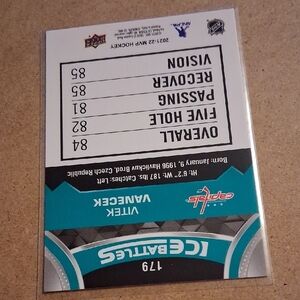 179
ICE BATTLES
VITEK
VANECEK
capitals
Ht: 6'2" Wt: 187 lbs. Catches: Left
Born: January 9, 1996 Havlickuv Brod, Czech Republic
OVERALL 84
FIVE HOLE 82
PASSING 81
RECOVER 85
VISION 85
2021-22 MVP HOCKEY